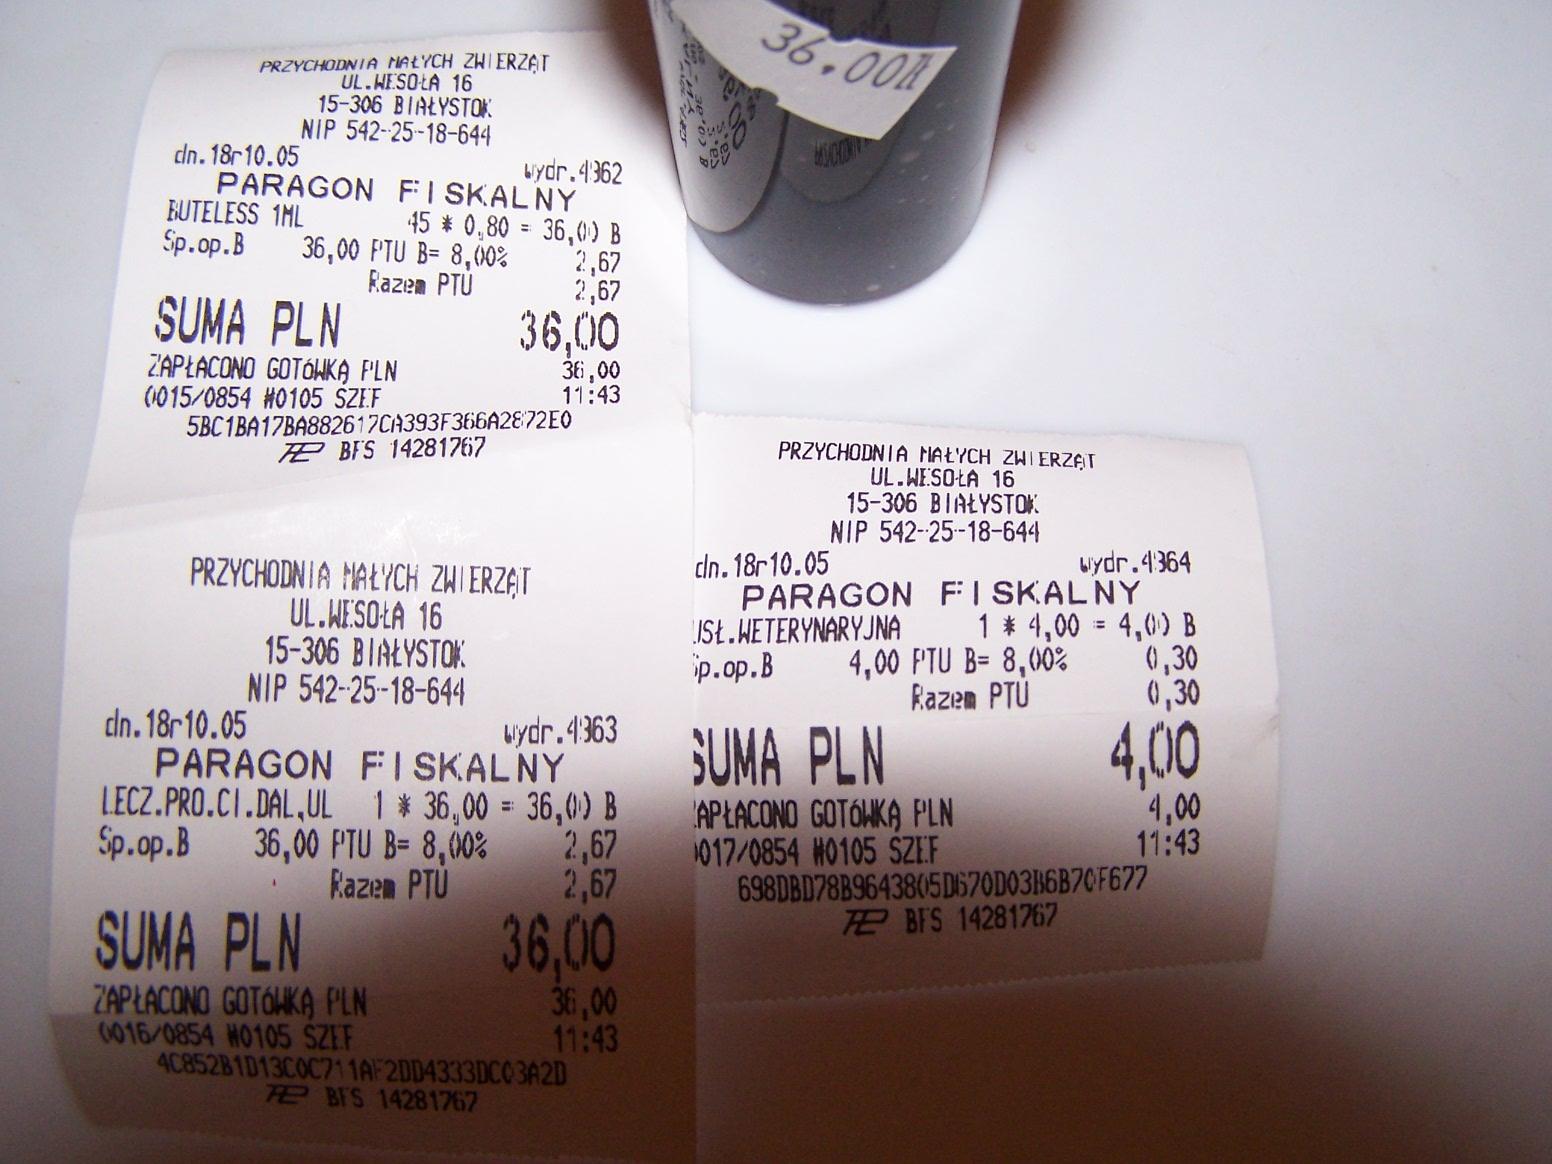 PRZYCHODNIA MAŁYCH ZWIERZĄT
UL.WESOŁA 16
15-306 BIAŁYSTOK
NIP 542-25-18-644
dn.18r10.05 wydr.4962
PARAGON FISKALNY
BUTELESS 1ML 45 * 0,80 = 36,00 B
Sp.op.B 36,00 PTU B= 8,00% 2,67
Razem PTU 2,67
SUMA PLN 36,00
ZAPŁACONO GOTÓWKĄ PLN 36,00
0015/0854 #0105 SZEF 11:43
5BC1BA17BA882617CA393F366A2872E0
BFS 14281767
PRZYCHODNIA MAŁYCH ZWIERZĄT
UL.WESOŁA 16
15-306 BIAŁYSTOK
NIP 542-25-18-644
dn.18r10.05 wydr.4963
PARAGON FISKALNY
LECZ.PRO.CI.DAL,UL 1 * 36,00 = 36,00 B
Sp.op.B 36,00 PTU B= 8,00% 2,67
Razem PTU 2,67
SUMA PLN 36,00
ZAPŁACONO GOTÓWKĄ PLN 36,00
0016/0854 #0105 SZEF 11:43
4C852B1D13C0C711AF2DD4333DC03A2D
BFS 14281767
36.00zł
PRZYCHODNIA MAŁYCH ZWIERZĄT
UL.WESOŁA 16
15-306 BIAŁYSTOK
NIP 542-25-18-644
dn.18r10.05 wydr.4964
PARAGON FISKALNY
USŁ.WETERYNARYJNA 1 * 4,00 = 4,00 B
Sp.op.B 4,00 PTU B= 8,00% 0,30
Razem PTU 0,30
SUMA PLN 4,00
ZAPŁACONO GOTÓWKĄ PLN 4,00
0017/0854 #0105 SZEF 11:43
698DBD78B9643805D670D03B6B70F677
BFS 14281767